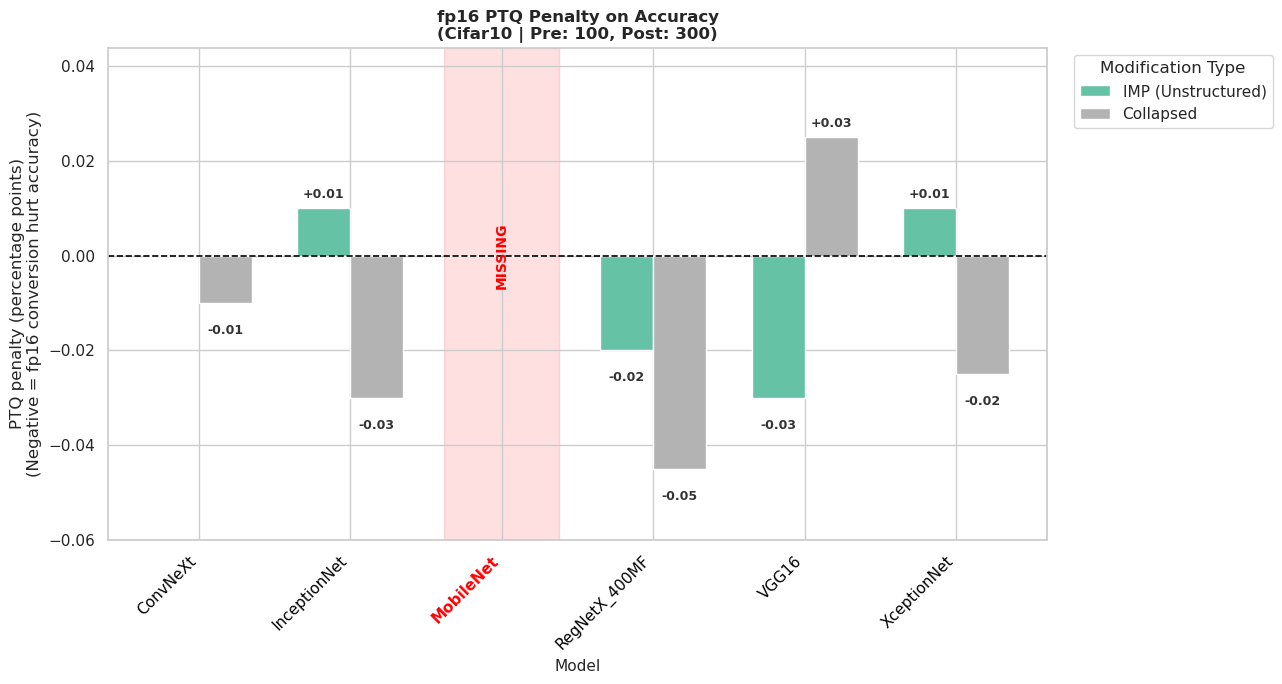 fp16 PTQ Penalty on Accuracy
(Cifar10 | Pre: 100, Post: 300)
Modification Type
IMP (Unstructured)
Collapsed
PTQ penalty (percentage points)
(Negative = fp16 conversion hurt accuracy)
0.04
0.02
0.00
−0.02
−0.04
−0.06
-0.01
+0.01
-0.03
MISSING
-0.02
-0.05
-0.03
+0.03
+0.01
-0.02
ConvNeXt
InceptionNet
MobileNet
RegNetX_400MF
VGG16
XceptionNet
Model